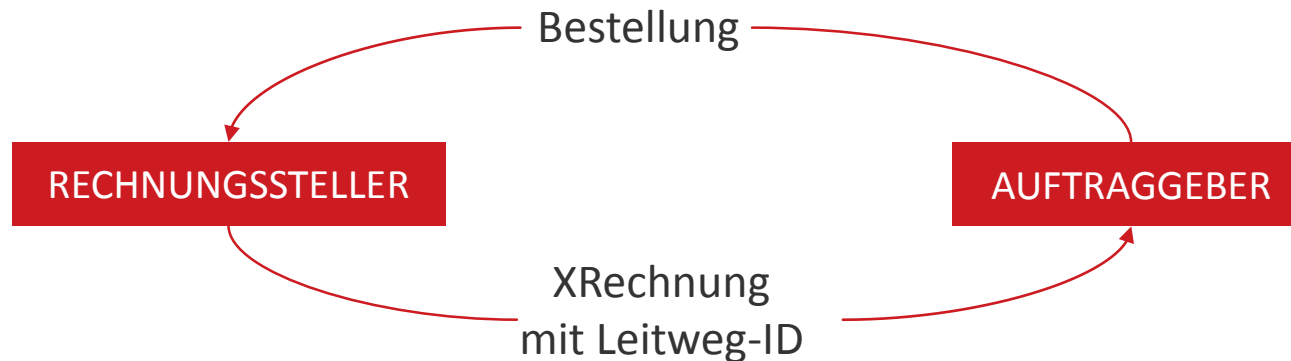 Bestellung
RECHNUNGSSTELLER
AUFTRAGGEBER
XRechnung
mit Leitweg-ID